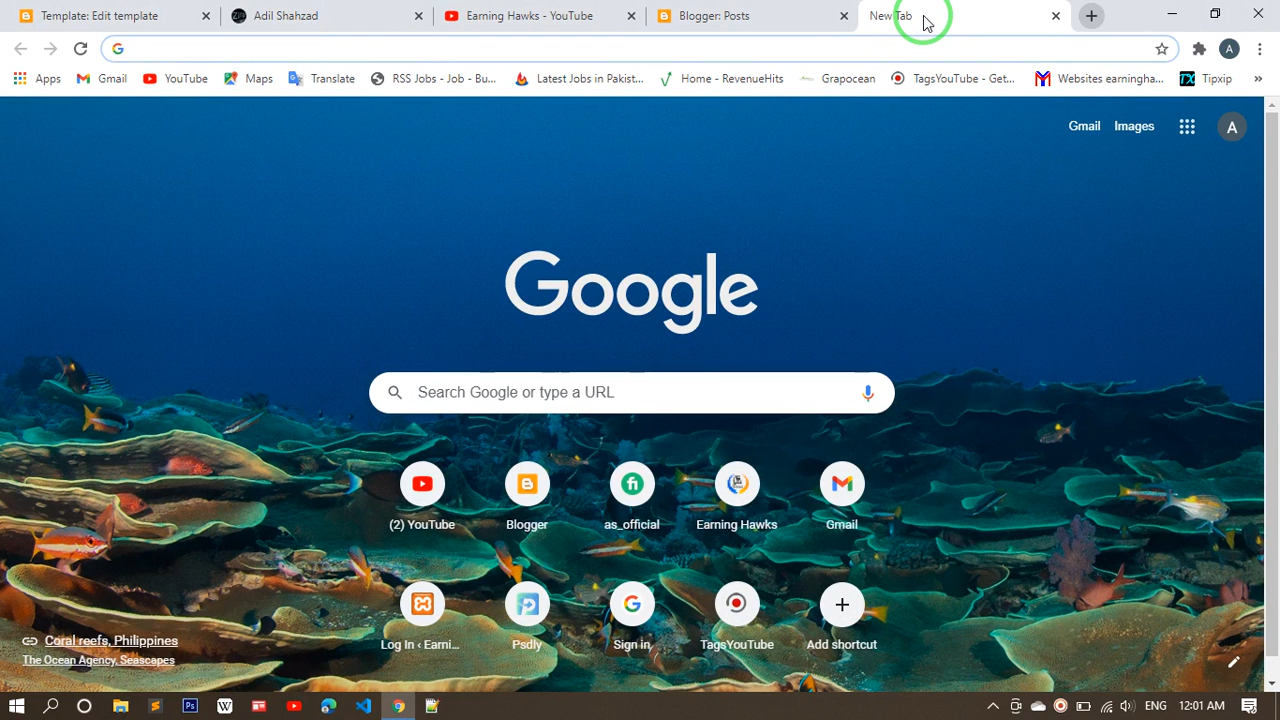 Template: Edit template
Adil Shahzad
Earning Hawks - YouTube
Blogger: Posts
New Tab
A
Apps
Gmail
YouTube
Maps
Translate
RSS Jobs - Job - Bu...
Latest Jobs in Pakist...
Home - RevenueHits
Grapocean
TagsYouTube - Get...
Websites earningha...
Tipxip
Gmail
Images
A
Google
Search Google or type a URL
(2) YouTube
Blogger
as_official
Earning Hawks
Gmail
Log In ‹ Earni...
Psdly
Sign in
TagsYouTube
Add shortcut
Coral reefs, Philippines
The Ocean Agency, Seascapes
ENG
12:01 AM